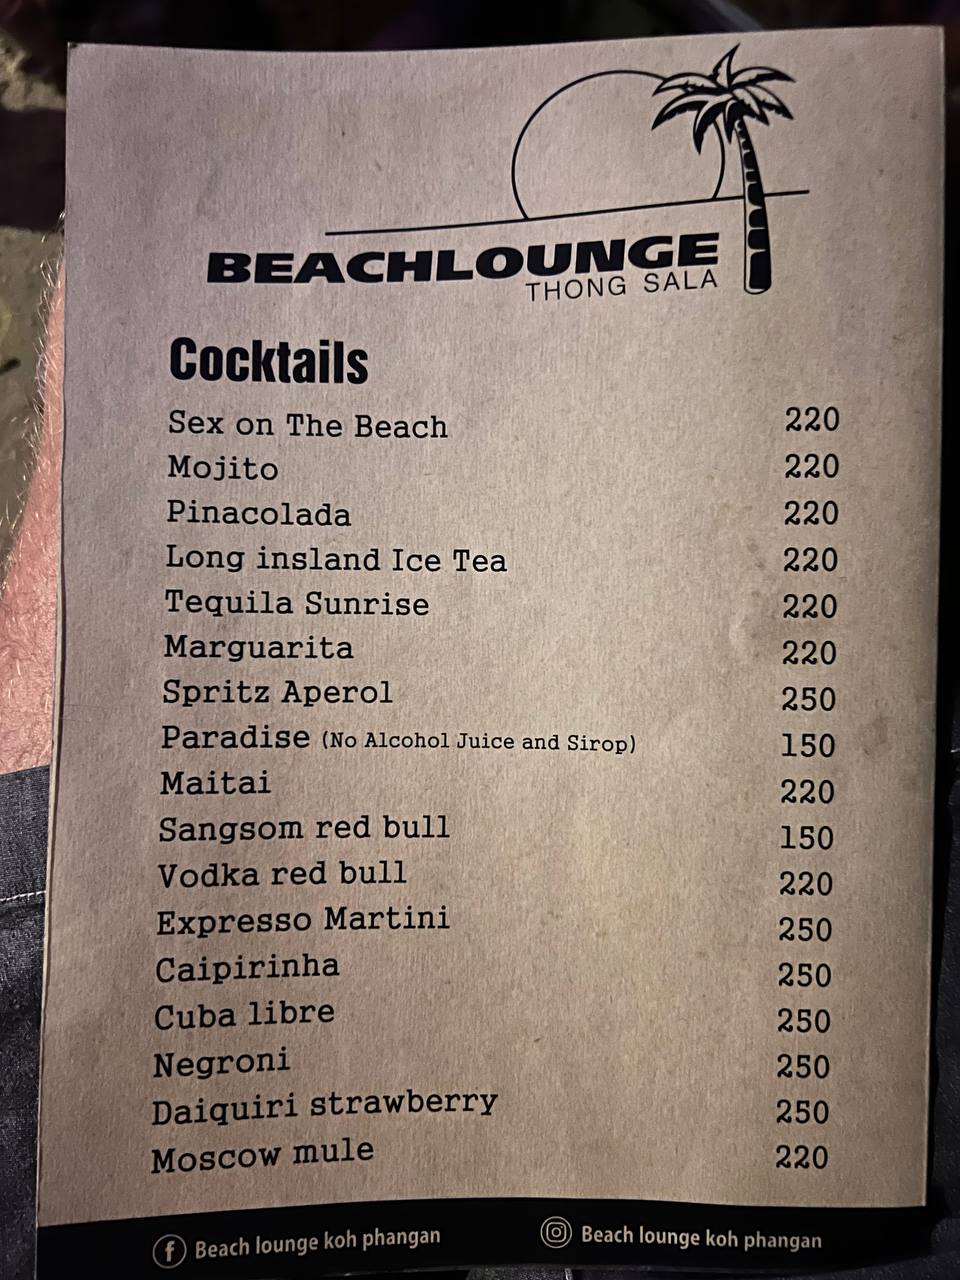 BEACHLOUNGE
THONG SALA
Cocktails
Sex on The Beach 220
Mojito 220
Pinacolada 220
Long insland Ice Tea 220
Tequila Sunrise 220
Marguarita 220
Spritz Aperol 250
Paradise (No Alcohol Juice and Sirop) 150
Maitai 220
Sangsom red bull 150
Vodka red bull 220
Expresso Martini 250
Caipirinha 250
Cuba libre 250
Negroni 250
Daiquiri strawberry 250
Moscow mule 220
Beach lounge koh phangan Beach lounge koh phangan